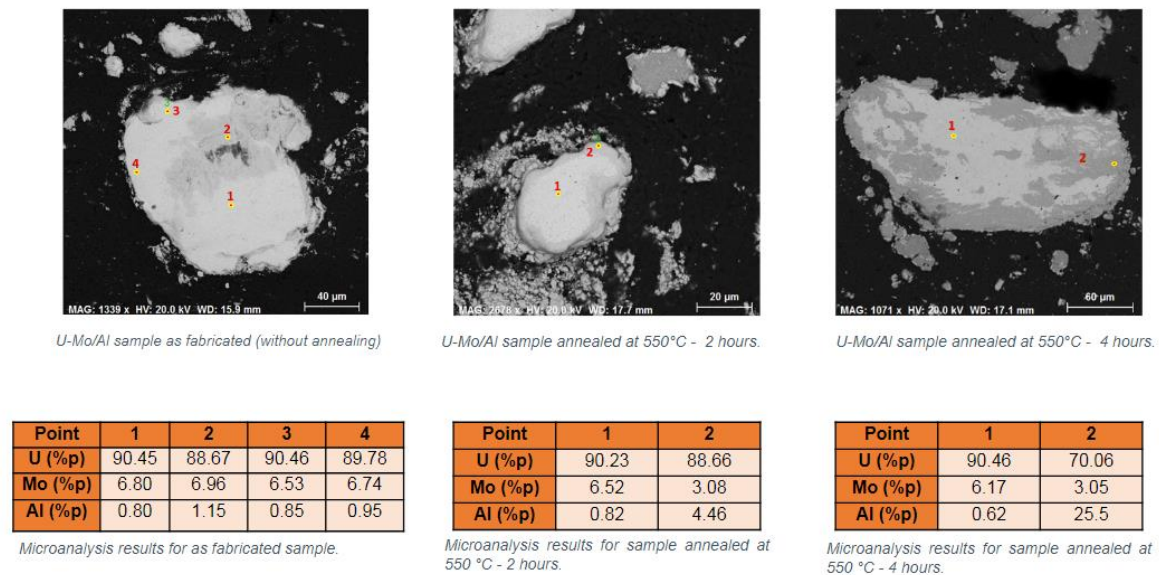 3
2
4
1
MAG: 1339 x HV: 20.0 kV WD: 15.9 mm
40 µm
2
1
MAG: 2678 x HV: 20.0 kV WD: 17.7 mm
20 µm
1
2
MAG: 1071 x HV: 20.0 kV WD: 17.1 mm
60 µm
U-Mo/Al sample as fabricated (without annealing)
U-Mo/Al sample annealed at 550°C - 2 hours.
U-Mo/Al sample annealed at 550°C - 4 hours.
Point 1 2 3 4
U (%p) 90.45 88.67 90.46 89.78
Mo (%p) 6.80 6.96 6.53 6.74
Al (%p) 0.80 1.15 0.85 0.95
Microanalysis results for as fabricated sample.
Point 1 2
U (%p) 90.23 88.66
Mo (%p) 6.52 3.08
Al (%p) 0.82 4.46
Microanalysis results for sample annealed at
550 °C - 2 hours.
Point 1 2
U (%p) 90.46 70.06
Mo (%p) 6.17 3.05
Al (%p) 0.62 25.5
Microanalysis results for sample annealed at
550 °C - 4 hours.